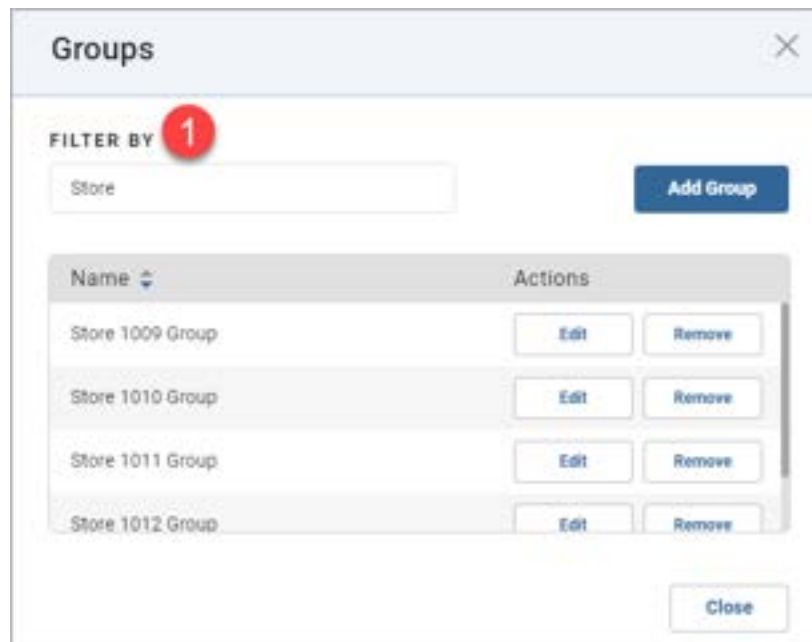 Groups
FILTER BY 1
Store
Add Group
Name Actions
Store 1009 Group Edit Remove
Store 1010 Group Edit Remove
Store 1011 Group Edit Remove
Store 1012 Group Edit Remove
Close